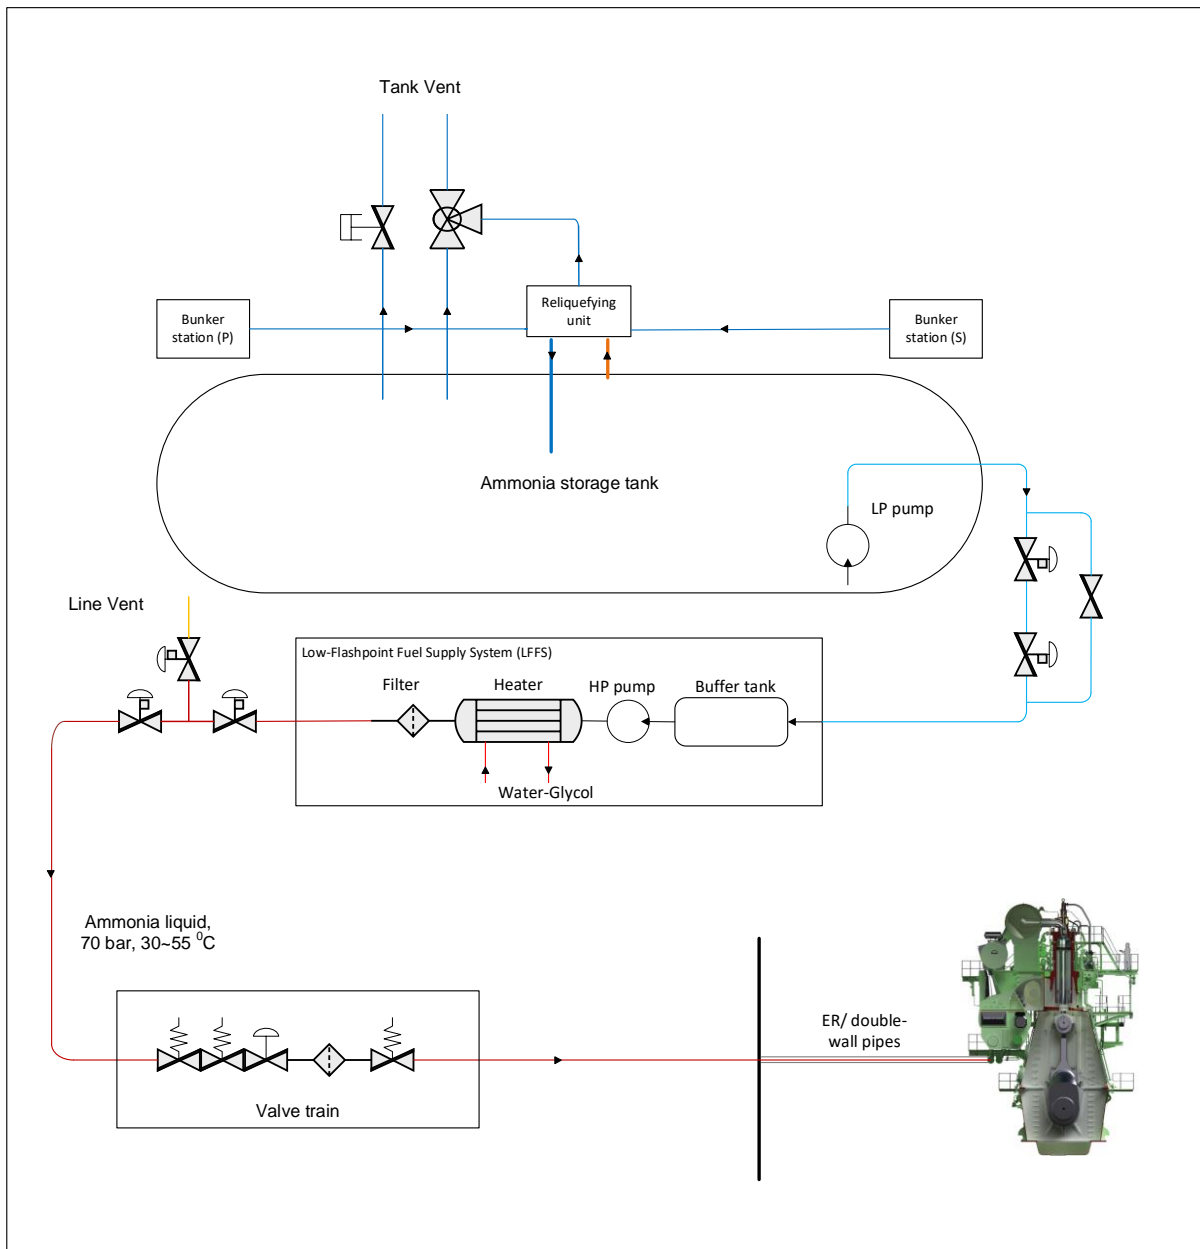 Tank Vent
Reliquefying
unit
Bunker
station (P)
Bunker
station (S)
Ammonia storage tank
LP pump
Line Vent
Low-Flashpoint Fuel Supply System (LFFS)
Filter
Heater
HP pump
Buffer tank
Water-Glycol
Ammonia liquid,
70 bar, 30~55 ⁰C
ER/ double-
wall pipes
Valve train